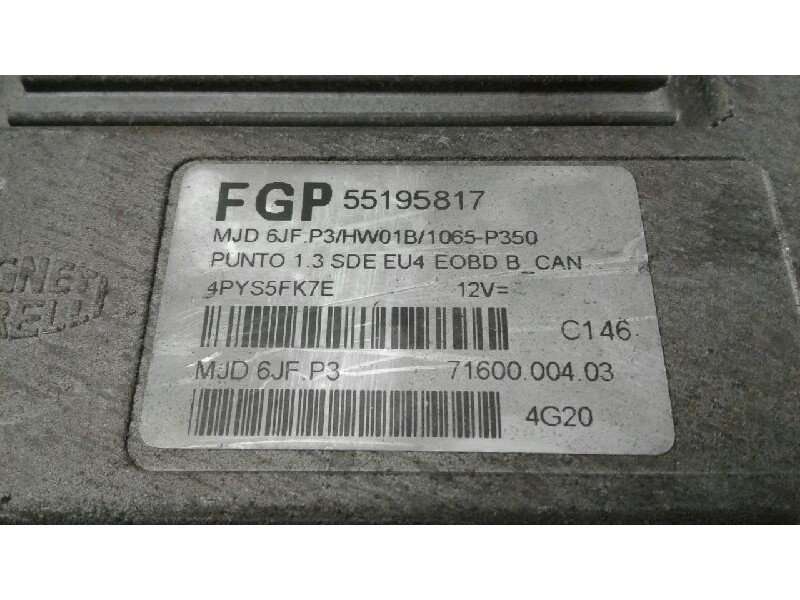 FGP 55195817
MJD 6JF.P3/HW01B/1065-P350
PUNTO 1.3 SDE EU4 EOBD B_CAN
4PYS5FK7E 12V=
C146
MJD 6JF.P3 71600.004.03
4G20